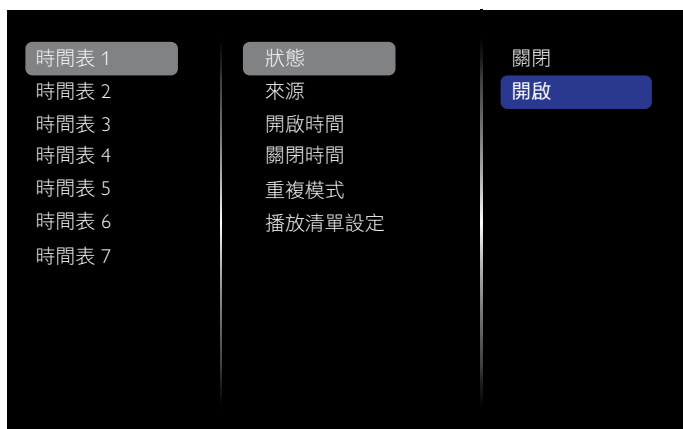 時間表 1
時間表 2
時間表 3
時間表 4
時間表 5
時間表 6
時間表 7
狀態
來源
開啟時間
關閉時間
重複模式
播放清單設定
關閉
開啟